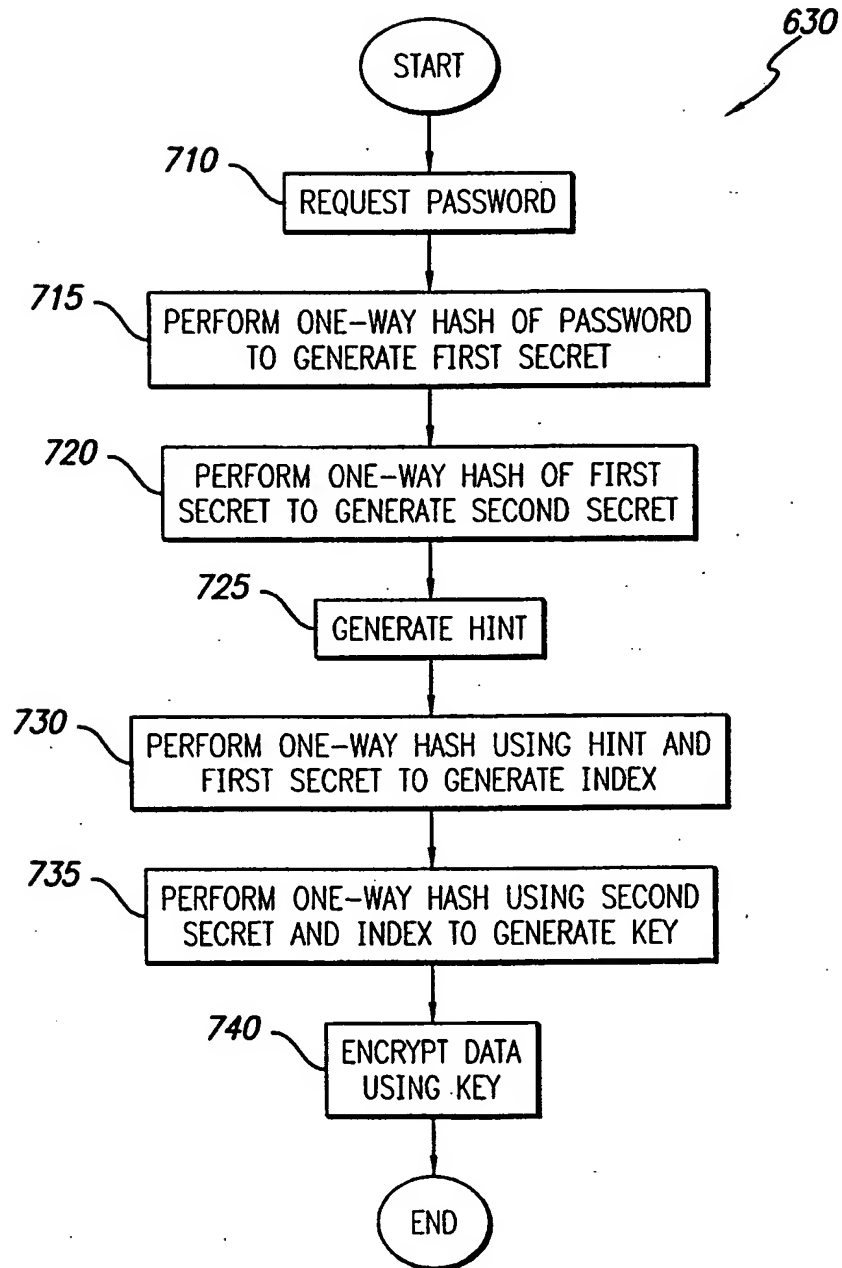 630
START
710
REQUEST PASSWORD
715
PERFORM ONE-WAY HASH OF PASSWORD
TO GENERATE FIRST SECRET
720
PERFORM ONE-WAY HASH OF FIRST
SECRET TO GENERATE SECOND SECRET
725
GENERATE HINT
730
PERFORM ONE-WAY HASH USING HINT AND
FIRST SECRET TO GENERATE INDEX
735
PERFORM ONE-WAY HASH USING SECOND
SECRET AND INDEX TO GENERATE KEY
740
ENCRYPT DATA
USING KEY
END